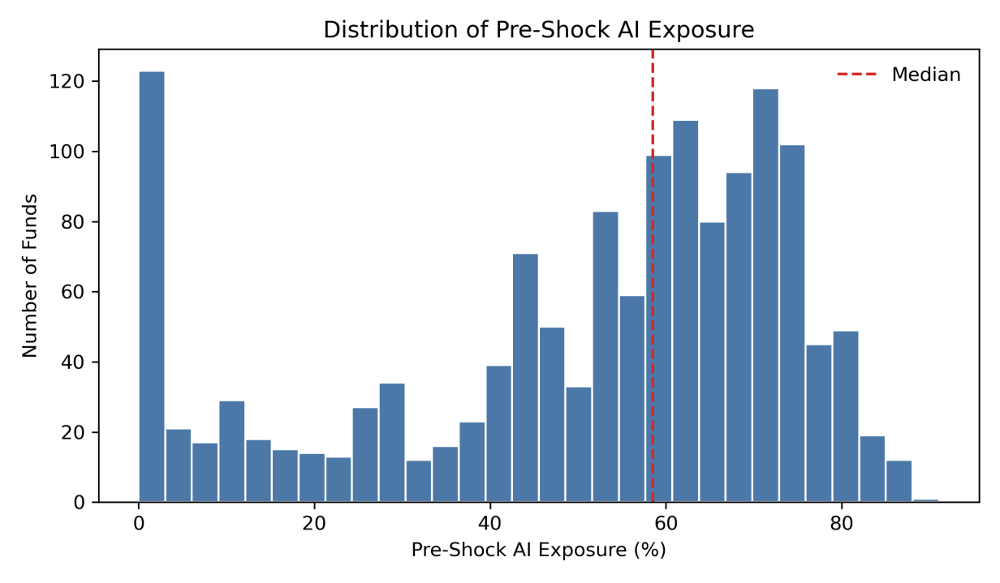 Distribution of Pre-Shock AI Exposure
Median
120
100
80
60
40
20
0
Number of Funds
0 20 40 60 80
Pre-Shock AI Exposure (%)